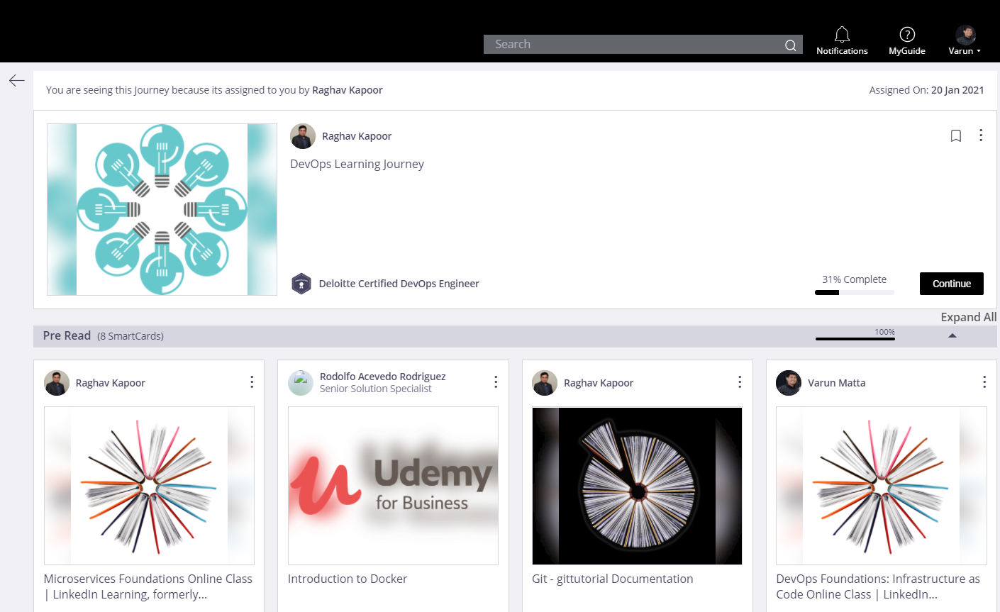 Search
Notifications
MyGuide
Varun
You are seeing this Journey because its assigned to you by Raghav Kapoor
Assigned On: 20 Jan 2021
Raghav Kapoor
DevOps Learning Journey
Deloitte Certified DevOps Engineer
31% Complete
Continue
Expand All
Pre Read (8 SmartCards)
100%
Raghav Kapoor
Microservices Foundations Online Class
| LinkedIn Learning, formerly...
Rodolfo Acevedo Rodriguez
Senior Solution Specialist
Udemy
for Business
Introduction to Docker
Raghav Kapoor
Git - gittutorial Documentation
Varun Matta
DevOps Foundations: Infrastructure as
Code Online Class | LinkedIn...